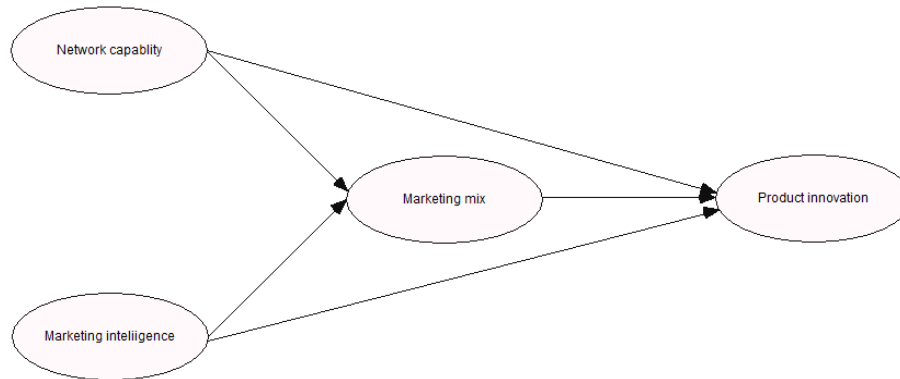 Network capablity
Marketing mix
Product innovation
Marketing inteliigence